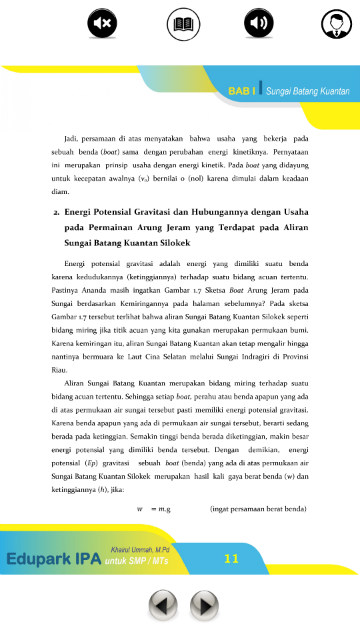 BAB I Sungai Batang Kuantan
Jadi, persamaan di atas menyatakan bahwa usaha yang bekerja pada
sebuah benda (boat) sama dengan perubahan energi kinetiknya. Pernyataan
ini merupakan prinsip usaha dengan energi kinetik. Pada boat yang didayung
untuk kecepatan awalnya (v₀) bernilai 0 (nol) karena dimulai dalam keadaan
diam.
2. Energi Potensial Gravitasi dan Hubungannya dengan Usaha
pada Permainan Arung Jeram yang Terdapat pada Aliran
Sungai Batang Kuantan Silokek
Energi potensial gravitasi adalah energi yang dimiliki suatu benda
karena kedudukannya (ketinggiannya) terhadap suatu bidang acuan tertentu.
Pastinya Ananda masih ingatkan Gambar 1.7 Sketsa Boat Arung Jeram pada
Sungai berdasarkan Kemiringannya pada halaman sebelumnya? Pada sketsa
Gambar 1.7 tersebut terlihat bahwa aliran Sungai Batang Kuantan Silokek seperti
bidang miring jika titik acuan yang kita gunakan merupakan permukaan bumi.
Karena kemiringan itu, aliran Sungai Batang Kuantan akan tetap mengalir hingga
nantinya bermuara ke Laut Cina Selatan melalui Sungai Indragiri di Provinsi
Riau.
Aliran Sungai Batang Kuantan merupakan bidang miring terhadap suatu
bidang acuan tertentu. Sehingga setiap boat, perahu atau benda apapun yang ada
di atas permukaan air sungai tersebut pasti memiliki energi potensial gravitasi.
Karena benda apapun yang ada di permukaan air sungai tersebut, berarti sedang
berada pada ketinggian. Semakin tinggi benda berada diketinggian, makin besar
energi potensial yang dimiliki benda tersebut. Dengan demikian, energi
potensial (Ep) gravitasi sebuah boat (benda) yang ada di atas permukaan air
Sungai Batang Kuantan Silokek merupakan hasil kali gaya berat benda (w) dan
ketinggiannya (h), jika:
w = m.g (ingat persamaan berat benda)
Khairul Ummah, M.Pd
Edupark IPA untuk SMP / MTs 11